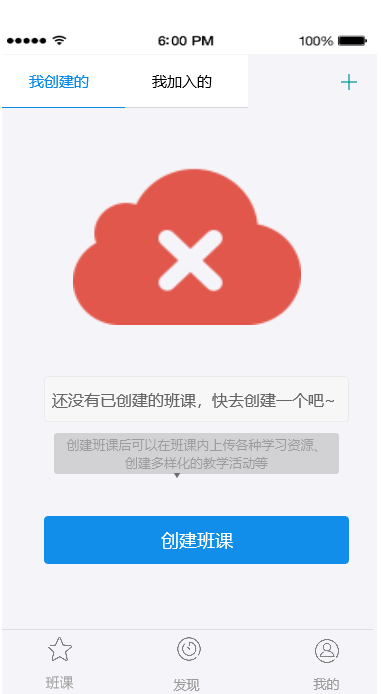 6:00 PM 100%
我创建的 我加入的
还没有已创建的班课，快去创建一个吧~
创建班课后可以在班课内上传各种学习资源、
创建多样化的教学活动等
创建班课
班课 发现 我的